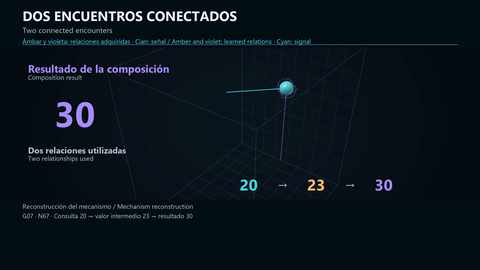 DOS ENCUENTROS CONECTADOS
Two connected encounters
Ámbar y violeta: relaciones adquiridas · Cian: señal / Amber and violet: learned relations · Cyan: signal
Resultado de la composición
Composition result
30
Dos relaciones utilizadas
Two relationships used
20 → 23 → 30
Reconstrucción del mecanismo / Mechanism reconstruction
G07 · N67 · Consulta 20 → valor intermedio 23 → resultado 30